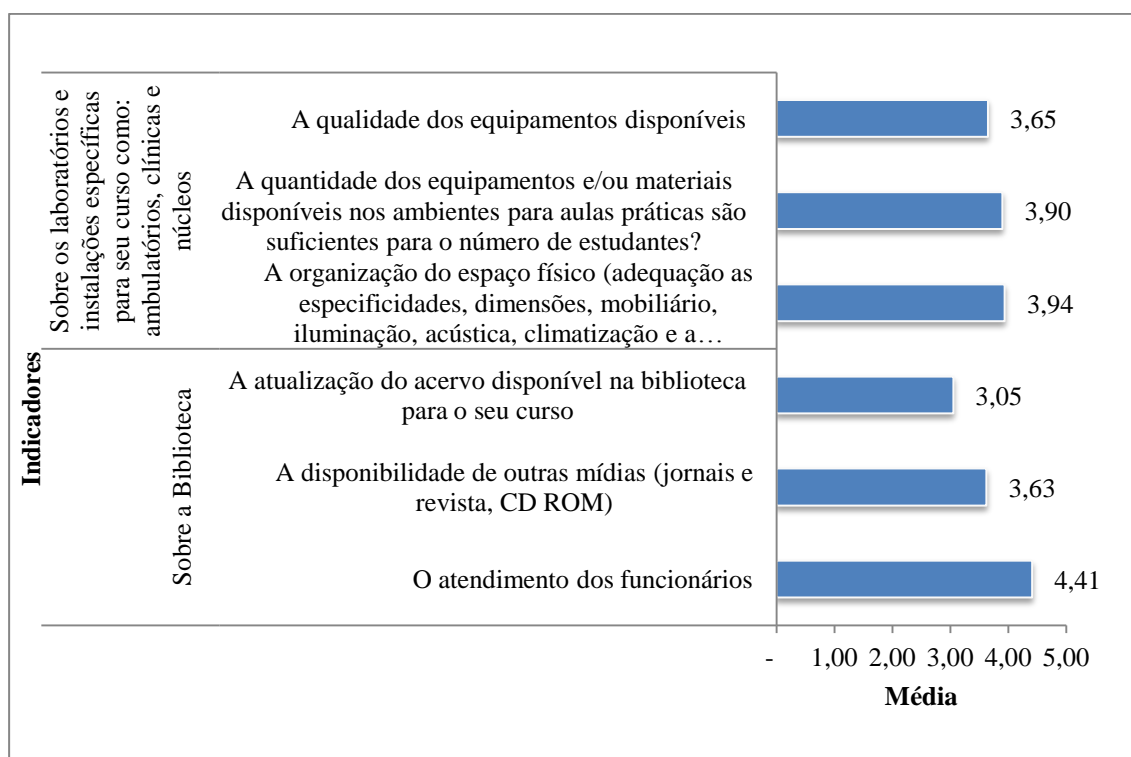 Indicadores
Sobre os laboratórios e
instalações específicas
para seu curso como:
ambulatórios, clínicas e
núcleos
A qualidade dos equipamentos disponíveis
3,65
A quantidade dos equipamentos e/ou materiais
disponíveis nos ambientes para aulas práticas são
suficientes para o número de estudantes?
3,90
A organização do espaço físico (adequação as
especificidades, dimensões, mobiliário,
iluminação, acústica, climatização e a…
3,94
Sobre a Biblioteca
A atualização do acervo disponível na biblioteca
para o seu curso
3,05
A disponibilidade de outras mídias (jornais e
revista, CD ROM)
3,63
O atendimento dos funcionários
4,41
- 1,00 2,00 3,00 4,00 5,00
Média